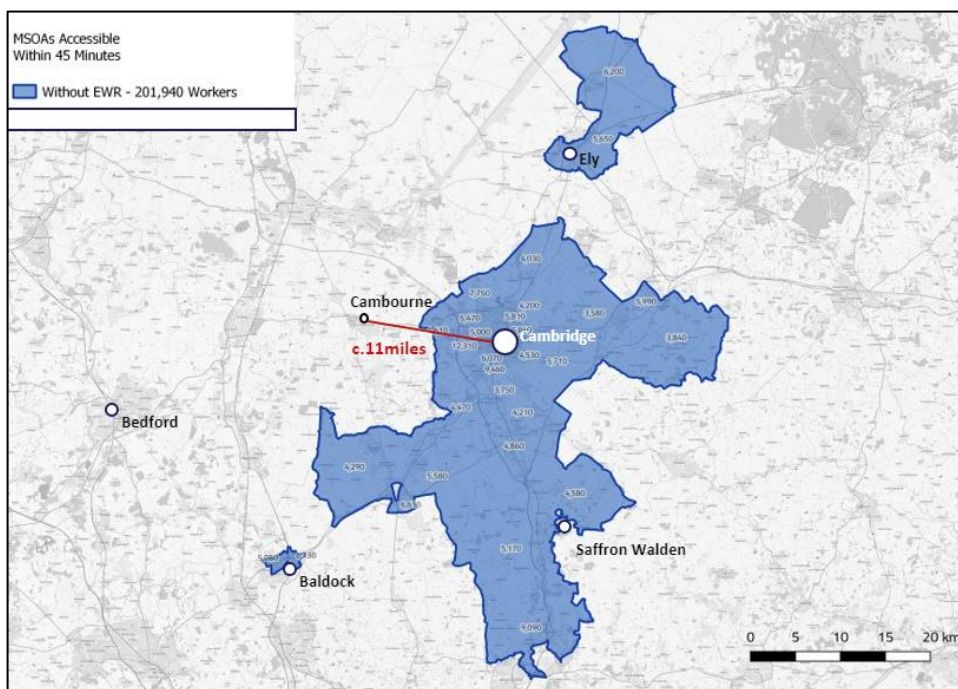 MSOAs Accessible
Within 45 Minutes
Without EWR - 201,940 Workers
6,200
5,650
Ely
4,030
7,750
4,200
5,990
Cambourne
5,470
5,810
3,580
5,000
Cambridge
3,840
c.11miles
12,310
6,070
4,530
5,710
9,460
3,750
4,470
4,210
Bedford
4,860
4,290
5,580
4,580
Saffron Walden
5,170
Baldock
9,090
0 5 10 15 20 km